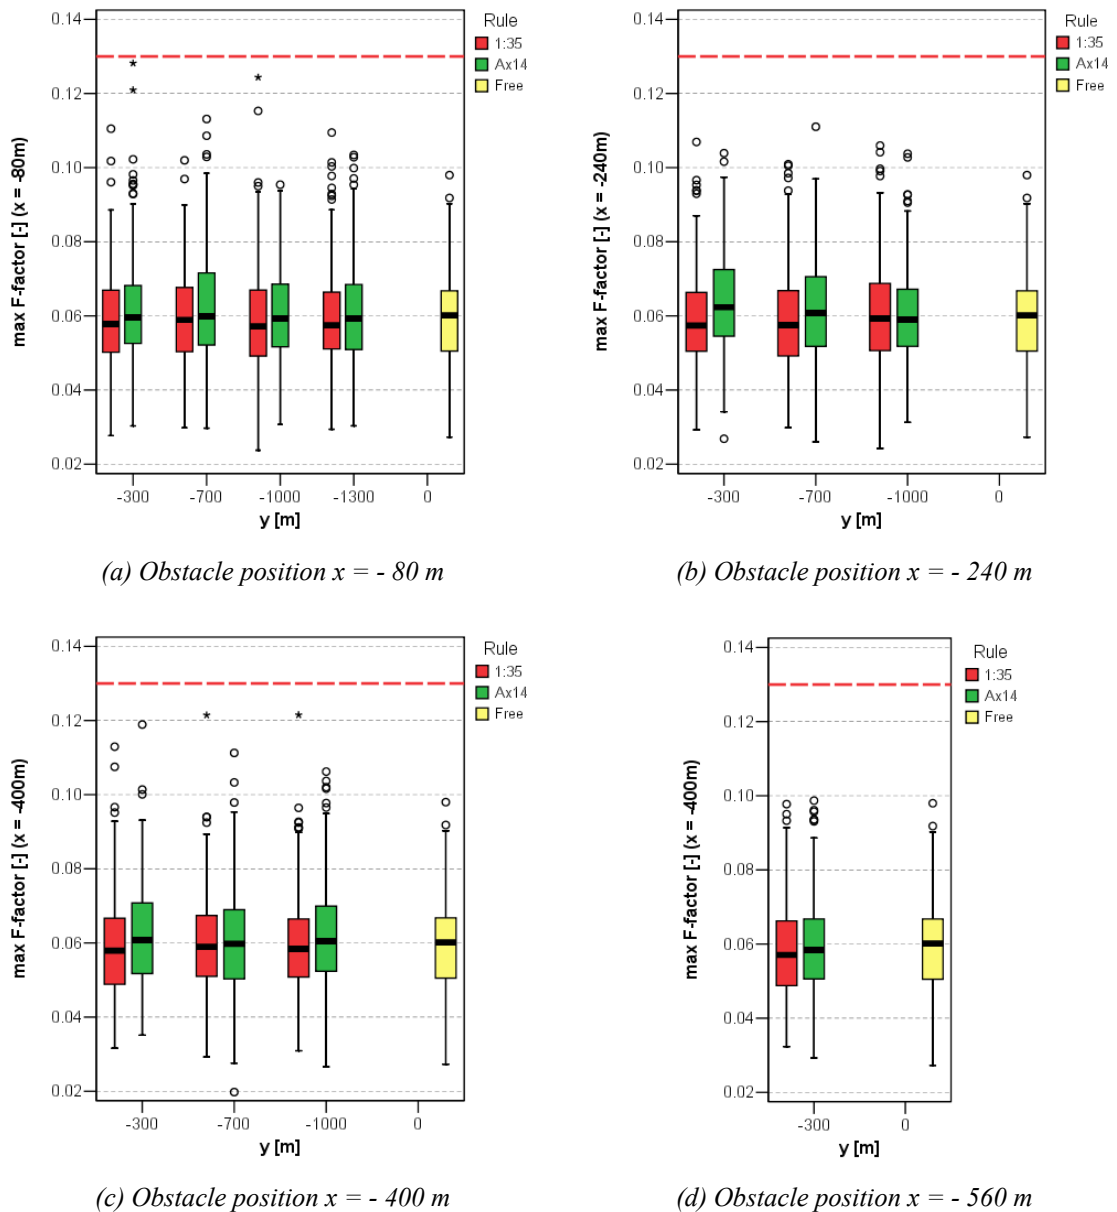 Rule
1:35
Ax14
Free
max F-factor [-] (x = -80m)
0.14
0.12
0.10
0.08
0.06
0.04
0.02
-300 -700 -1000 -1300 0
y [m]
(a) Obstacle position x = - 80 m
Rule
1:35
Ax14
Free
max F-factor [-] (x = -240m)
0.14
0.12
0.10
0.08
0.06
0.04
0.02
-300 -700 -1000 0
y [m]
(b) Obstacle position x = - 240 m
Rule
1:35
Ax14
Free
max F-factor [-] (x = -400m)
0.14
0.12
0.10
0.08
0.06
0.04
0.02
-300 -700 -1000 0
y [m]
(c) Obstacle position x = - 400 m
Rule
1:35
Ax14
Free
max F-factor [-] (x = -400m)
0.14
0.12
0.10
0.08
0.06
0.04
0.02
-300 0
y [m]
(d) Obstacle position x = - 560 m